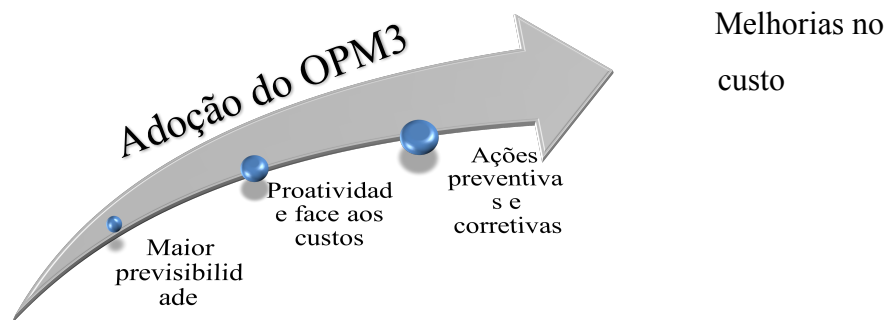 Adoção do OPM3
Melhorias no
custo
Maior
previsibilid
ade
Proatividad
e face aos
custos
Ações
preventiva
s e
corretivas